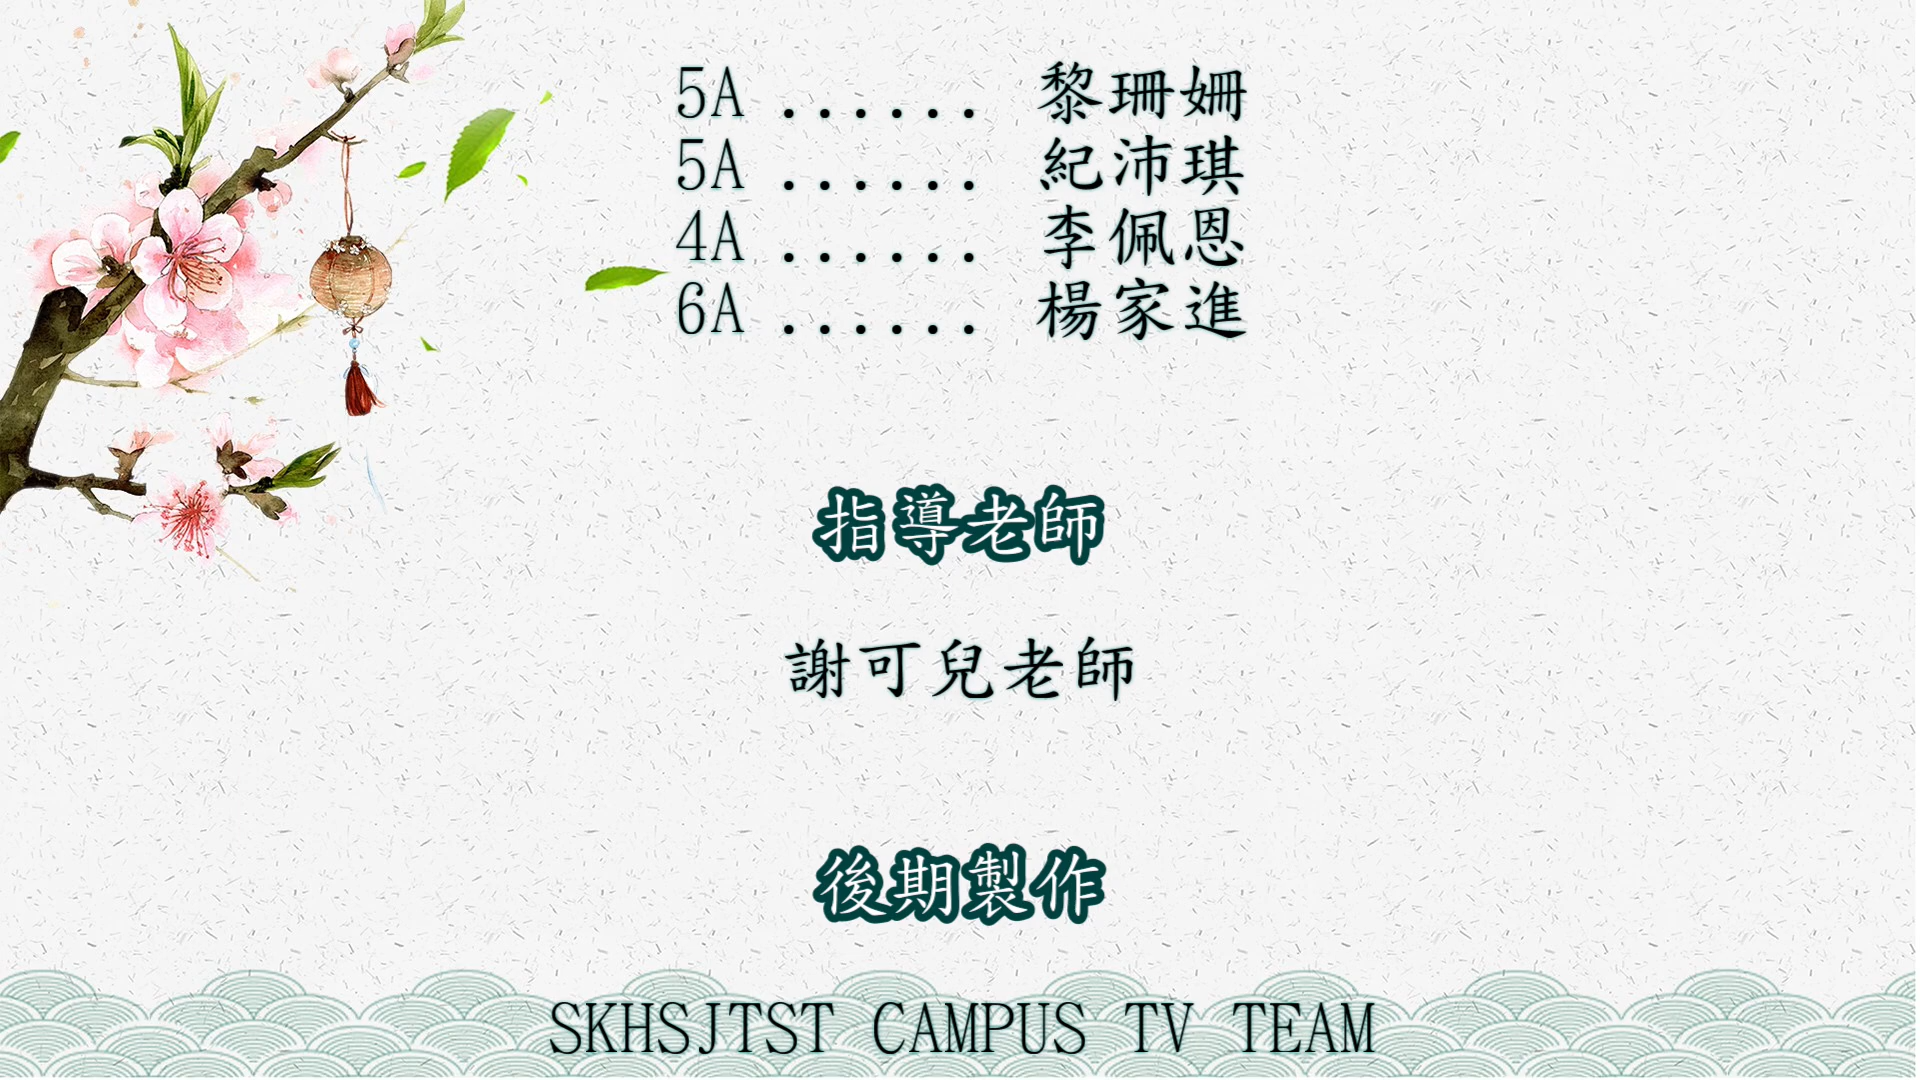 5A ...... 黎珊姍
5A ...... 紀沛琪
4A ...... 李佩恩
6A ...... 楊家進
指導老師
謝可兒老師
後期製作
SKHSJTST CAMPUS TV TEAM